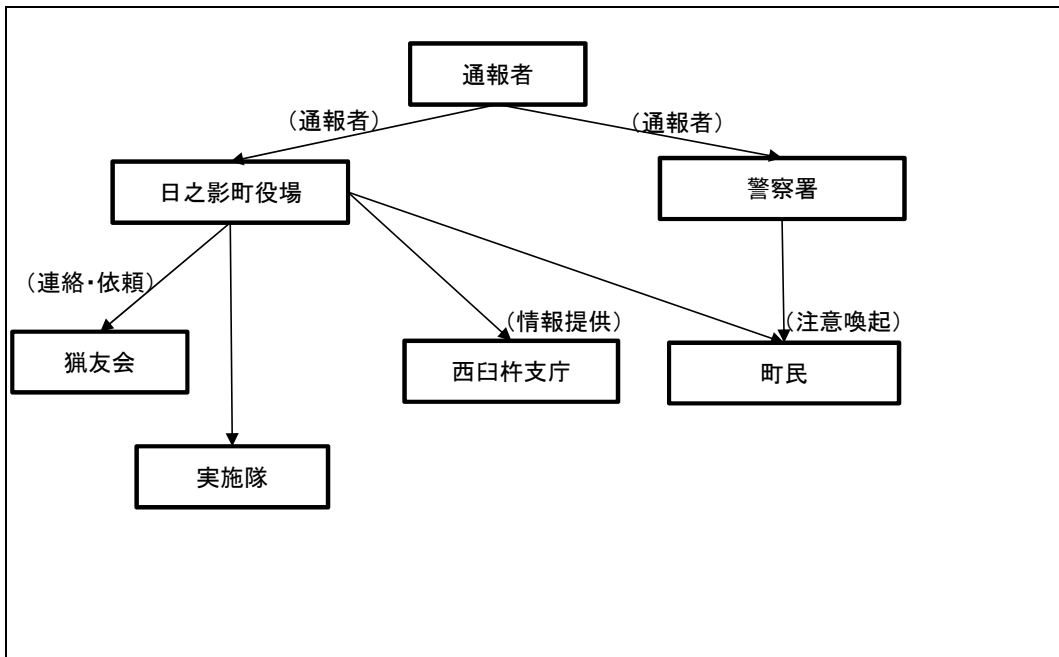 通報者
（通報者）
（通報者）
日之影町役場
警察署
（連絡・依頼）
（情報提供）
（注意喚起）
猟友会
西臼杵支庁
町民
実施隊